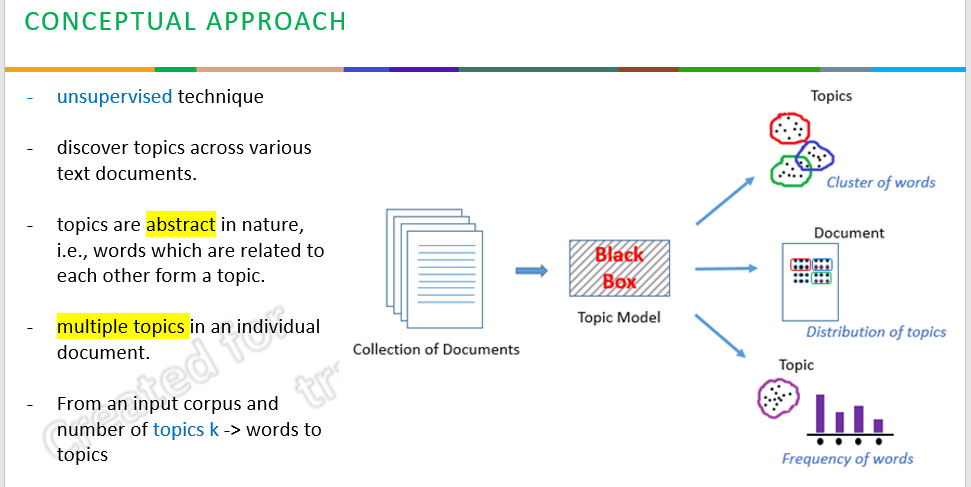 CONCEPTUAL APPROACH
- unsupervised technique
- discover topics across various
text documents.
- topics are abstract in nature,
i.e., words which are related to
each other form a topic.
- multiple topics in an individual
document.
- From an input corpus and
number of topics k -> words to
topics
Created for
Collection of Documents
Black
Box
Topic Model
Topics
Cluster of words
Document
Distribution of topics
Topic
Frequency of words